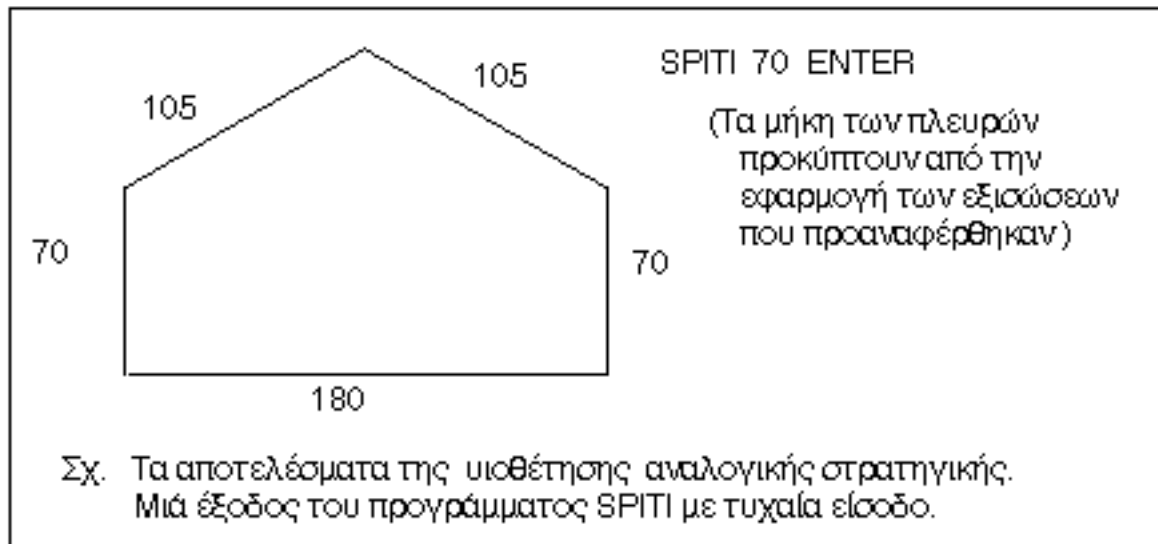 105
105
SPITI 70 ENTER
(Τα μήκη των πλευρών
προκύπτουν από την
εφαρμογή των εξισώσεων
που προαναφέρθηκαν)
70
70
180
Σχ. Τα αποτελέσματα της υιοθέτησης αναλογικής στρατηγικής.
Μιά έξοδος του προγράμματος SPITI με τυχαία είσοδο.